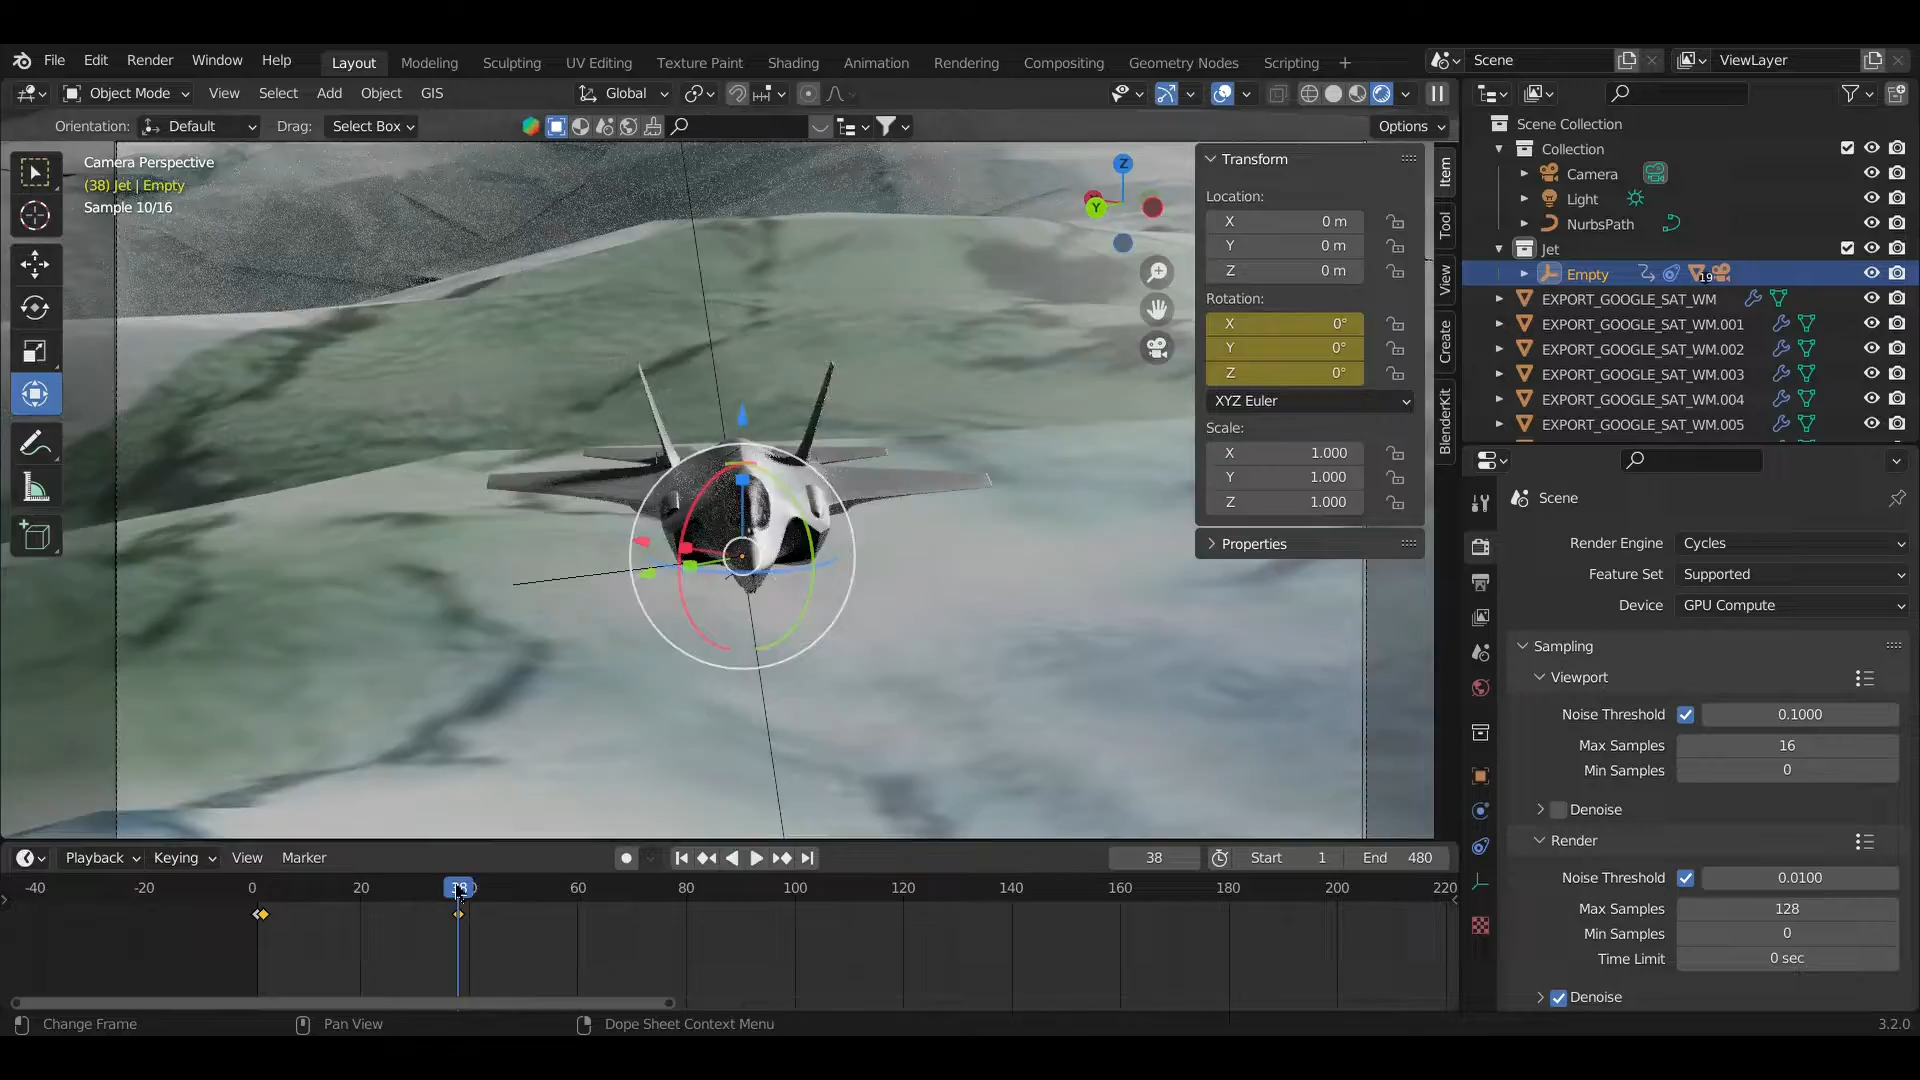 File Edit Render Window Help Layout Modeling Sculpting UV Editing Texture Paint Shading Animation Rendering Compositing Geometry Nodes Scripting + Scene ViewLayer
Object Mode View Select Add Object GIS Global
Orientation: Default Drag: Select Box Options
Camera Perspective
(38) Jet | Empty
Sample 10/16
Z
Y
Transform
Location:
X 0 m
Y 0 m
Z 0 m
Rotation:
X 0°
Y 0°
Z 0°
XYZ Euler
Scale:
X 1.000
Y 1.000
Z 1.000
Properties
Item
Tool
View
Create
BlenderKit
Scene Collection
Collection
Camera
Light
NurbsPath
Jet
Empty 19
EXPORT_GOOGLE_SAT_WM
EXPORT_GOOGLE_SAT_WM.001
EXPORT_GOOGLE_SAT_WM.002
EXPORT_GOOGLE_SAT_WM.003
EXPORT_GOOGLE_SAT_WM.004
EXPORT_GOOGLE_SAT_WM.005
Scene
Render Engine Cycles
Feature Set Supported
Device GPU Compute
Sampling
Viewport
Noise Threshold 0.1000
Max Samples 16
Min Samples 0
Denoise
Render
Noise Threshold 0.0100
Max Samples 128
Min Samples 0
Time Limit 0 sec
Denoise
Playback Keying View Marker 38 Start 1 End 480
-40 -20 0 20 38 60 80 100 120 140 160 180 200 220
Change Frame Pan View Dope Sheet Context Menu 3.2.0